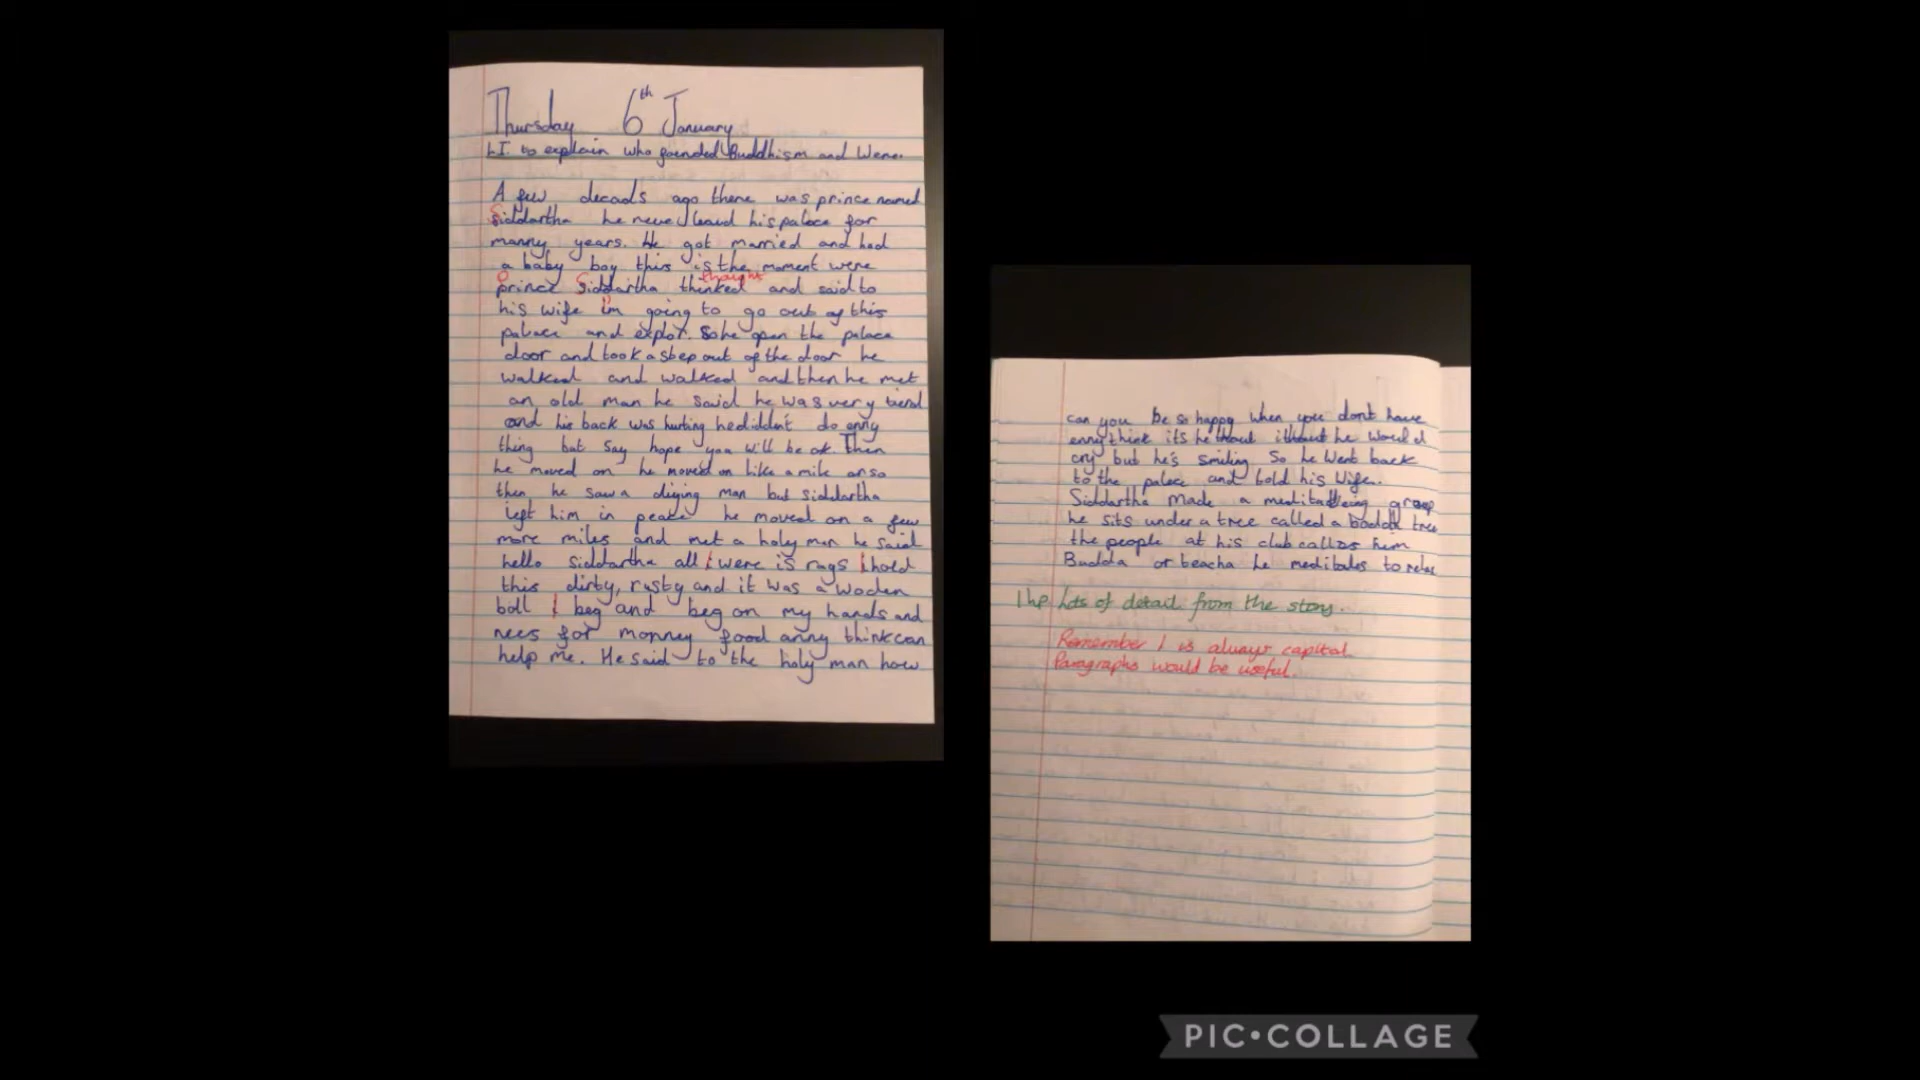 Thursday 6th January
LI. to explain who founded Buddhism and Were.
A few decads ago there was prince named
Siddartha he never leaud his palace for
manny years. He got married and had
a baby boy this is the moment were
thought
prince Siddartha thinked and said to
his wife i'm going to go out of this
palace and explor. So he open the palace
door and took a step out of the door he
walked and walked and then he met
an old man he said he was very tierd
and his back was hurting he diddent do enny
thing but say hope you will be ok. Then
he moved on he moved on like a mile or so
then he saw a dieing man but siddartha
left him in peace he moved on a few
more miles and met a holy man he said
hello siddartha all I were is rags I hold
this dirty, rusty and it was a woden
boll I beg and beg on my hands and
nees for monney food anny think can
help me. He said to the holy man how
can you be so happy when you dont have
enny think its he would cry but he's smiling So he went back
to the palace and told his Wife.
Siddartha made a meditateing group
he sits under a tree called a tree
the people at his club him
Budda or teacha he meditates to relax
1hp Lots of detail from the story.
Remember I is always capital
Paragraphs would be useful.
PIC•COLLAGE